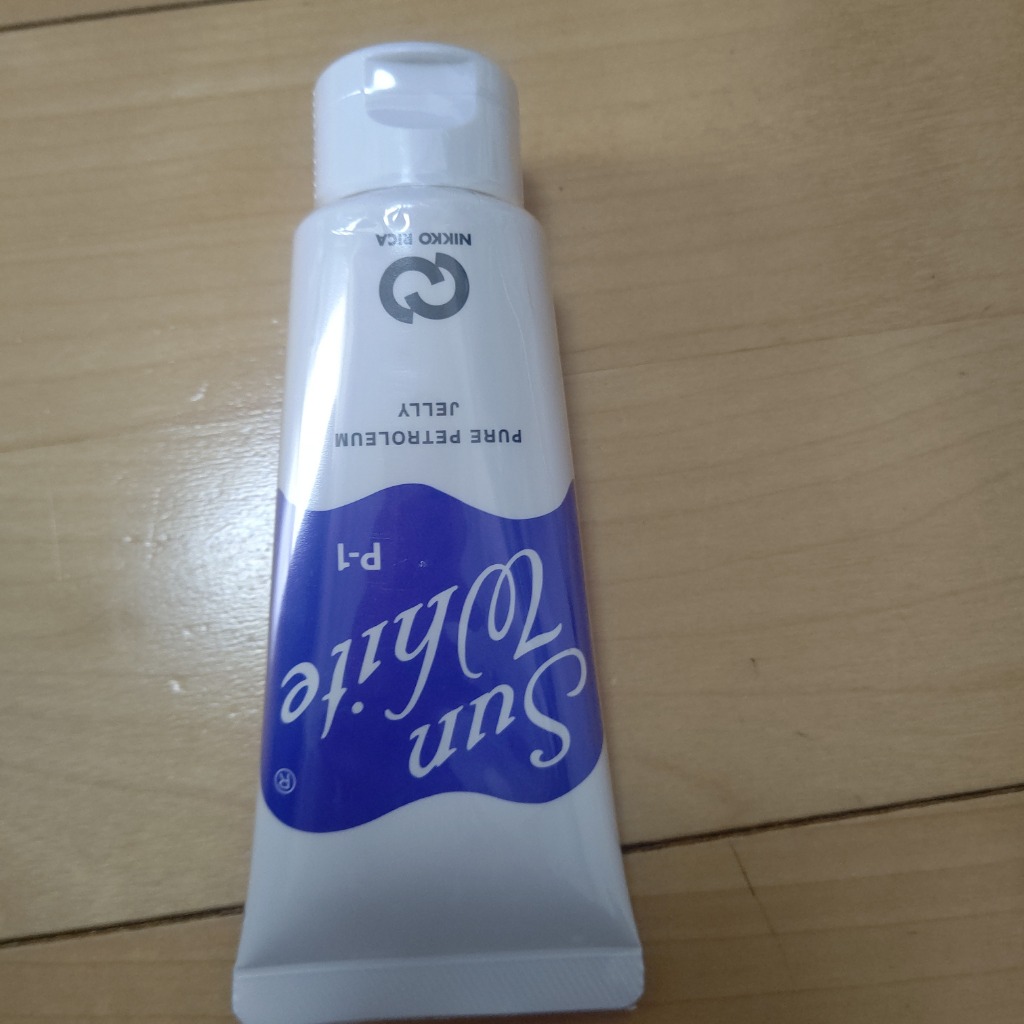 Sun
White®
P-1
PURE PETROLEUM
JELLY
NIKKO RICA